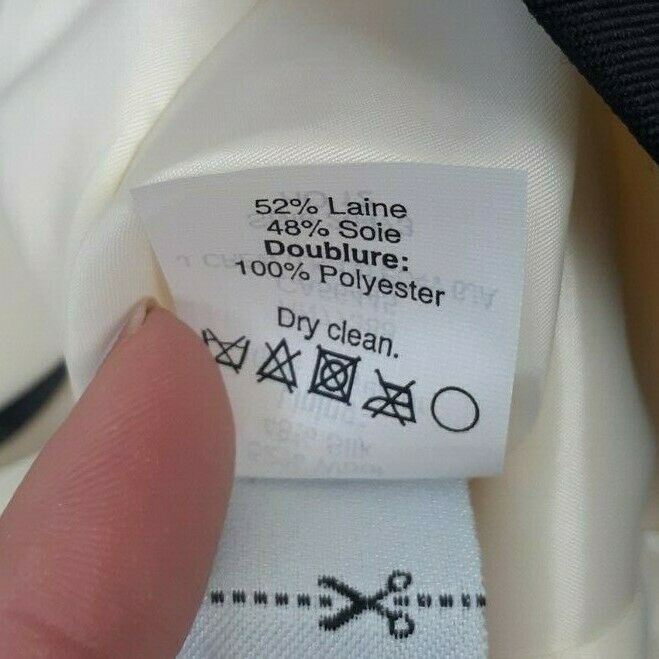 52% Laine
48% Soie
Doublure:
100% Polyester
Dry clean.